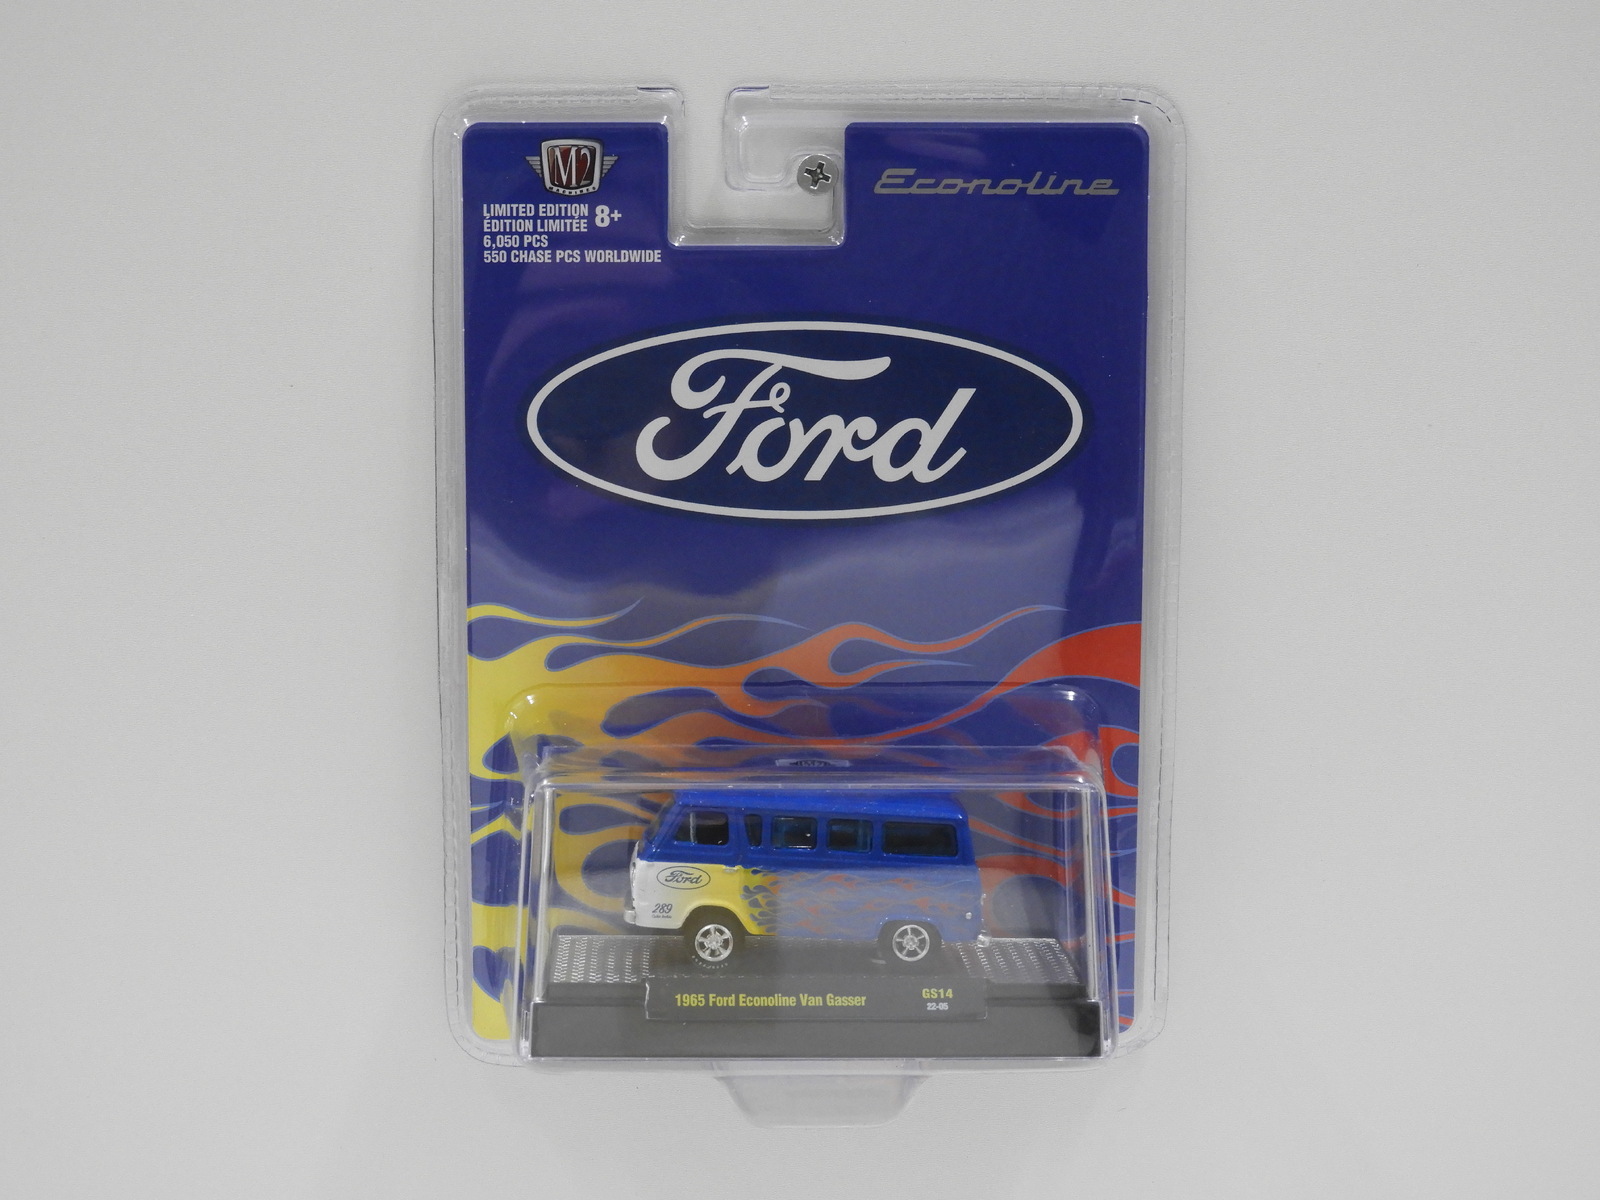 M2
MACHINES
LIMITED EDITION 8+
ÉDITION LIMITÉE
6,050 PCS
550 CHASE PCS WORLDWIDE
Econoline
Ford
Ford
289
1965 Ford Econoline Van Gasser
GS14
22-05